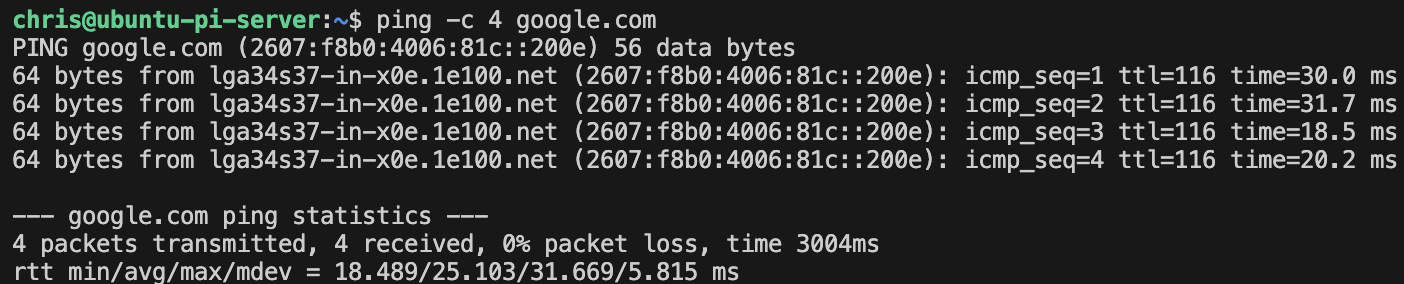 chris@ubuntu-pi-server:~$ ping -c 4 google.com
PING google.com (2607:f8b0:4006:81c::200e) 56 data bytes
64 bytes from lga34s37-in-x0e.1e100.net (2607:f8b0:4006:81c::200e): icmp_seq=1 ttl=116 time=30.0 ms
64 bytes from lga34s37-in-x0e.1e100.net (2607:f8b0:4006:81c::200e): icmp_seq=2 ttl=116 time=31.7 ms
64 bytes from lga34s37-in-x0e.1e100.net (2607:f8b0:4006:81c::200e): icmp_seq=3 ttl=116 time=18.5 ms
64 bytes from lga34s37-in-x0e.1e100.net (2607:f8b0:4006:81c::200e): icmp_seq=4 ttl=116 time=20.2 ms

--- google.com ping statistics ---
4 packets transmitted, 4 received, 0% packet loss, time 3004ms
rtt min/avg/max/mdev = 18.489/25.103/31.669/5.815 ms